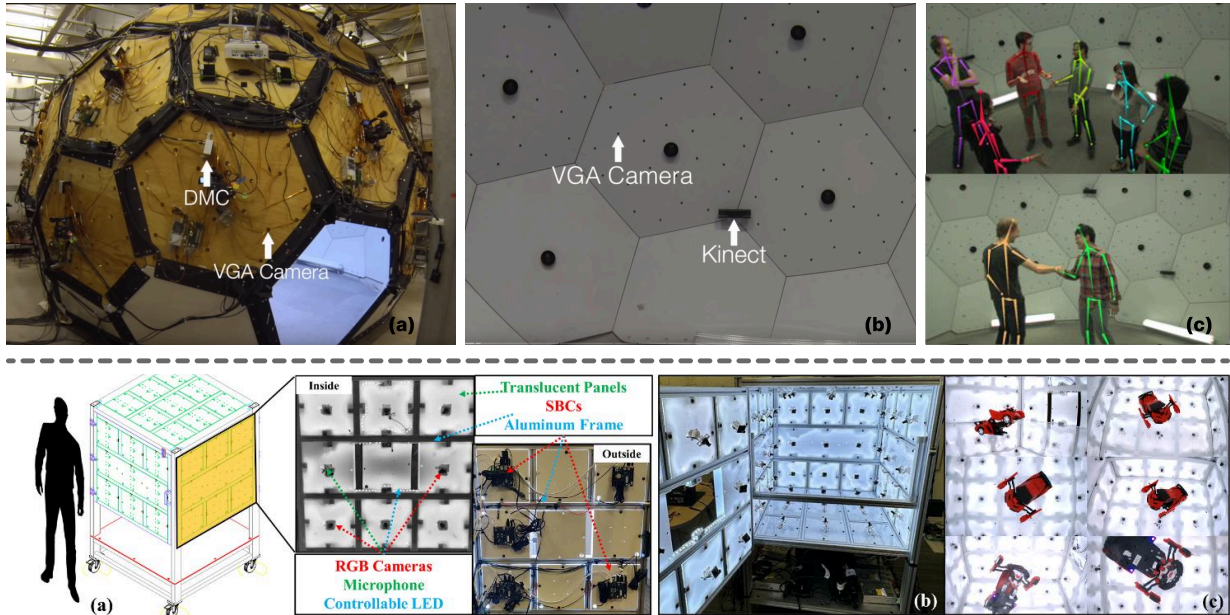 DMC
VGA Camera
(a)
VGA Camera
Kinect
(b)
(c)
Inside
Translucent Panels
SBCs
Aluminum Frame
Outside
RGB Cameras
Microphone
Controllable LED
(a)
(b)
(c)